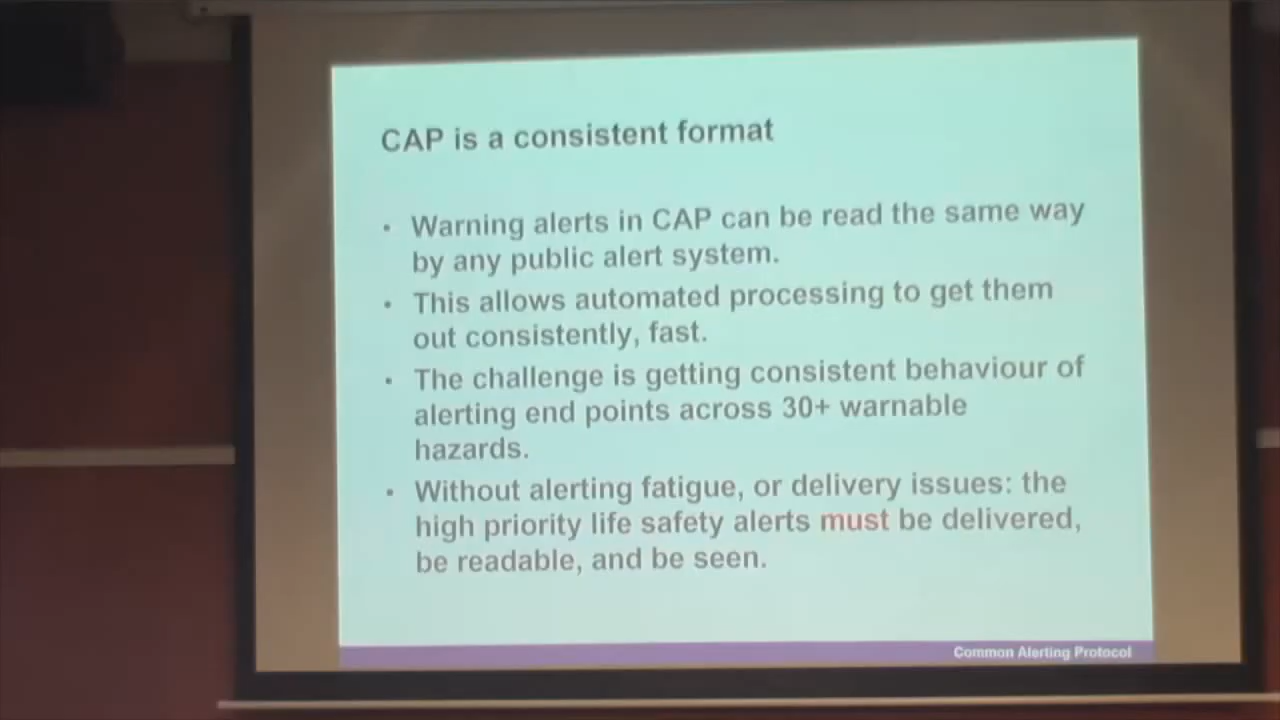 CAP is a consistent format
• Warning alerts in CAP can be read the same way
by any public alert system.
• This allows automated processing to get them
out consistently, fast.
• The challenge is getting consistent behaviour of
alerting end points across 30+ warnable
hazards.
• Without alerting fatigue, or delivery issues: the
high priority life safety alerts must be delivered,
be readable, and be seen.
Common Alerting Protocol